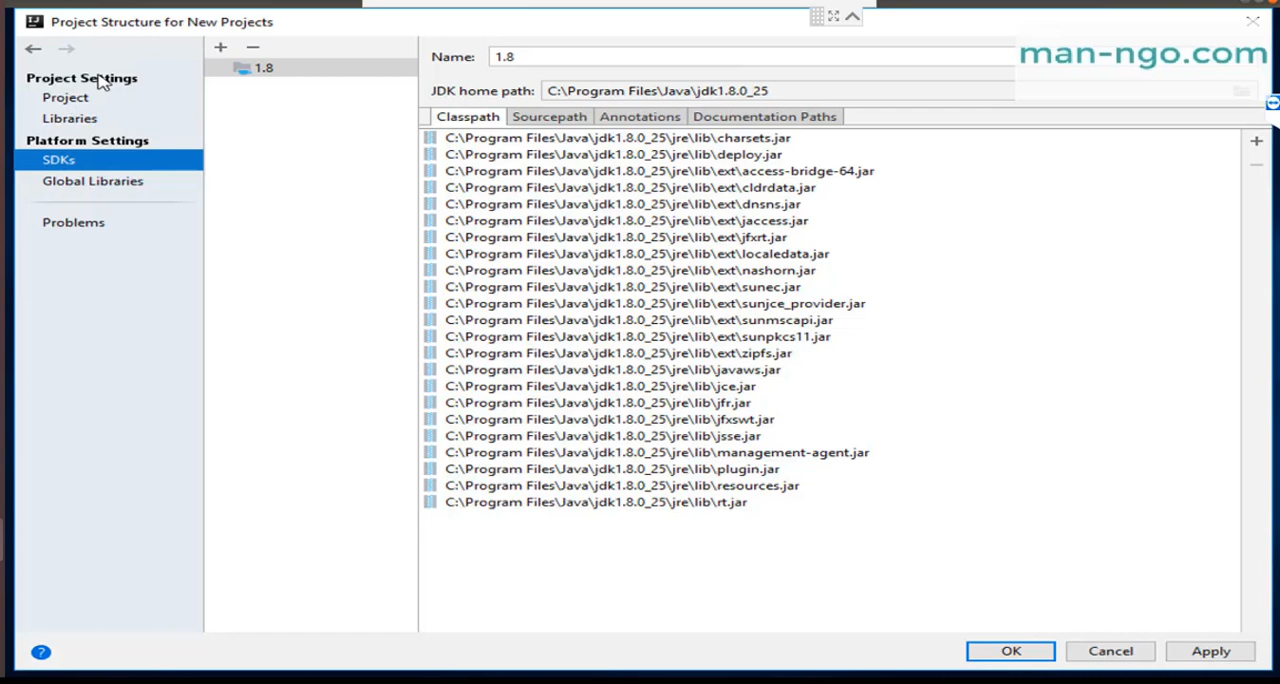 Project Structure for New Projects
man-ngo.com
Project Settings
Project
Libraries
Platform Settings
SDKs
Global Libraries
Problems
1.8
Name: 1.8
JDK home path: C:\Program Files\Java\jdk1.8.0_25
Classpath Sourcepath Annotations Documentation Paths
C:\Program Files\Java\jdk1.8.0_25\jre\lib\charsets.jar
C:\Program Files\Java\jdk1.8.0_25\jre\lib\deploy.jar
C:\Program Files\Java\jdk1.8.0_25\jre\lib\ext\access-bridge-64.jar
C:\Program Files\Java\jdk1.8.0_25\jre\lib\ext\cldrdata.jar
C:\Program Files\Java\jdk1.8.0_25\jre\lib\ext\dnsns.jar
C:\Program Files\Java\jdk1.8.0_25\jre\lib\ext\jaccess.jar
C:\Program Files\Java\jdk1.8.0_25\jre\lib\ext\jfxrt.jar
C:\Program Files\Java\jdk1.8.0_25\jre\lib\ext\localedata.jar
C:\Program Files\Java\jdk1.8.0_25\jre\lib\ext\nashorn.jar
C:\Program Files\Java\jdk1.8.0_25\jre\lib\ext\sunec.jar
C:\Program Files\Java\jdk1.8.0_25\jre\lib\ext\sunjce_provider.jar
C:\Program Files\Java\jdk1.8.0_25\jre\lib\ext\sunmscapi.jar
C:\Program Files\Java\jdk1.8.0_25\jre\lib\ext\sunpkcs11.jar
C:\Program Files\Java\jdk1.8.0_25\jre\lib\ext\zipfs.jar
C:\Program Files\Java\jdk1.8.0_25\jre\lib\javaws.jar
C:\Program Files\Java\jdk1.8.0_25\jre\lib\jce.jar
C:\Program Files\Java\jdk1.8.0_25\jre\lib\jfr.jar
C:\Program Files\Java\jdk1.8.0_25\jre\lib\jfxswt.jar
C:\Program Files\Java\jdk1.8.0_25\jre\lib\jsse.jar
C:\Program Files\Java\jdk1.8.0_25\jre\lib\management-agent.jar
C:\Program Files\Java\jdk1.8.0_25\jre\lib\plugin.jar
C:\Program Files\Java\jdk1.8.0_25\jre\lib\resources.jar
C:\Program Files\Java\jdk1.8.0_25\jre\lib\rt.jar
OK Cancel Apply